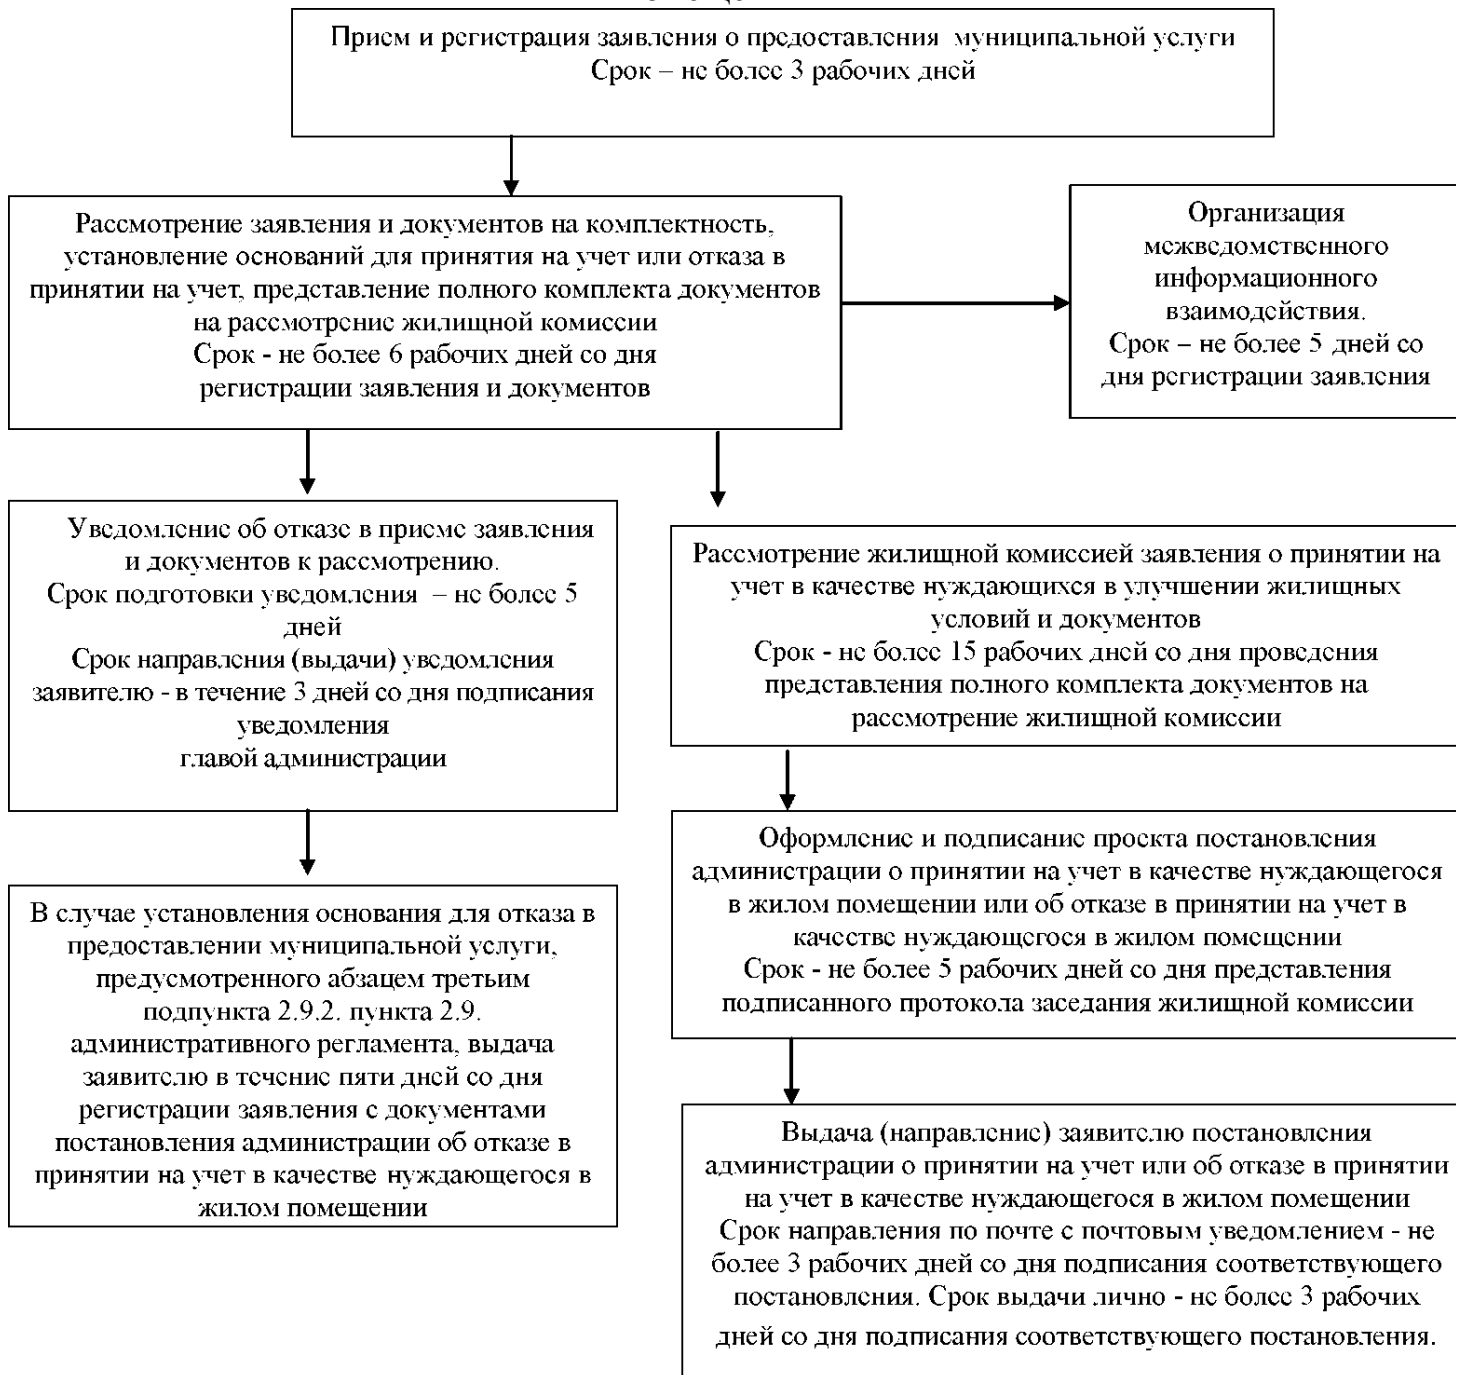 Прием и регистрация заявления о предоставления муниципальной услуги
Срок – не более 3 рабочих дней
Рассмотрение заявления и документов на комплектность,
установление оснований для принятия на учет или отказа в
принятии на учет, представление полного комплекта документов
на рассмотрение жилищной комиссии
Срок - не более 6 рабочих дней со дня
регистрации заявления и документов
Организация
межведомственного
информационного
взаимодействия.
Срок – не более 5 дней со
дня регистрации заявления
Уведомление об отказе в приеме заявления
и документов к рассмотрению.
Срок подготовки уведомления – не более 5
дней
Срок направления (выдачи) уведомления
заявителю - в течение 3 дней со дня подписания
уведомления
главой администрации
Рассмотрение жилищной комиссией заявления о принятии на
учет в качестве нуждающихся в улучшении жилищных
условий и документов
Срок - не более 15 рабочих дней со дня проведения
представления полного комплекта документов на
рассмотрение жилищной комиссии
В случае установления основания для отказа в
предоставлении муниципальной услуги,
предусмотренного абзацем третьим
подпункта 2.9.2. пункта 2.9.
административного регламента, выдача
заявителю в течение пяти дней со дня
регистрации заявления с документами
постановления администрации об отказе в
принятии на учет в качестве нуждающегося в
жилом помещении
Оформление и подписание проекта постановления
администрации о принятии на учет в качестве нуждающегося
в жилом помещении или об отказе в принятии на учет в
качестве нуждающегося в жилом помещении
Срок - не более 5 рабочих дней со дня представления
подписанного протокола заседания жилищной комиссии
Выдача (направление) заявителю постановления
администрации о принятии на учет или об отказе в принятии
на учет в качестве нуждающегося в жилом помещении
Срок направления по почте с почтовым уведомлением - не
более 3 рабочих дней со дня подписания соответствующего
постановления. Срок выдачи лично - не более 3 рабочих
дней со дня подписания соответствующего постановления.